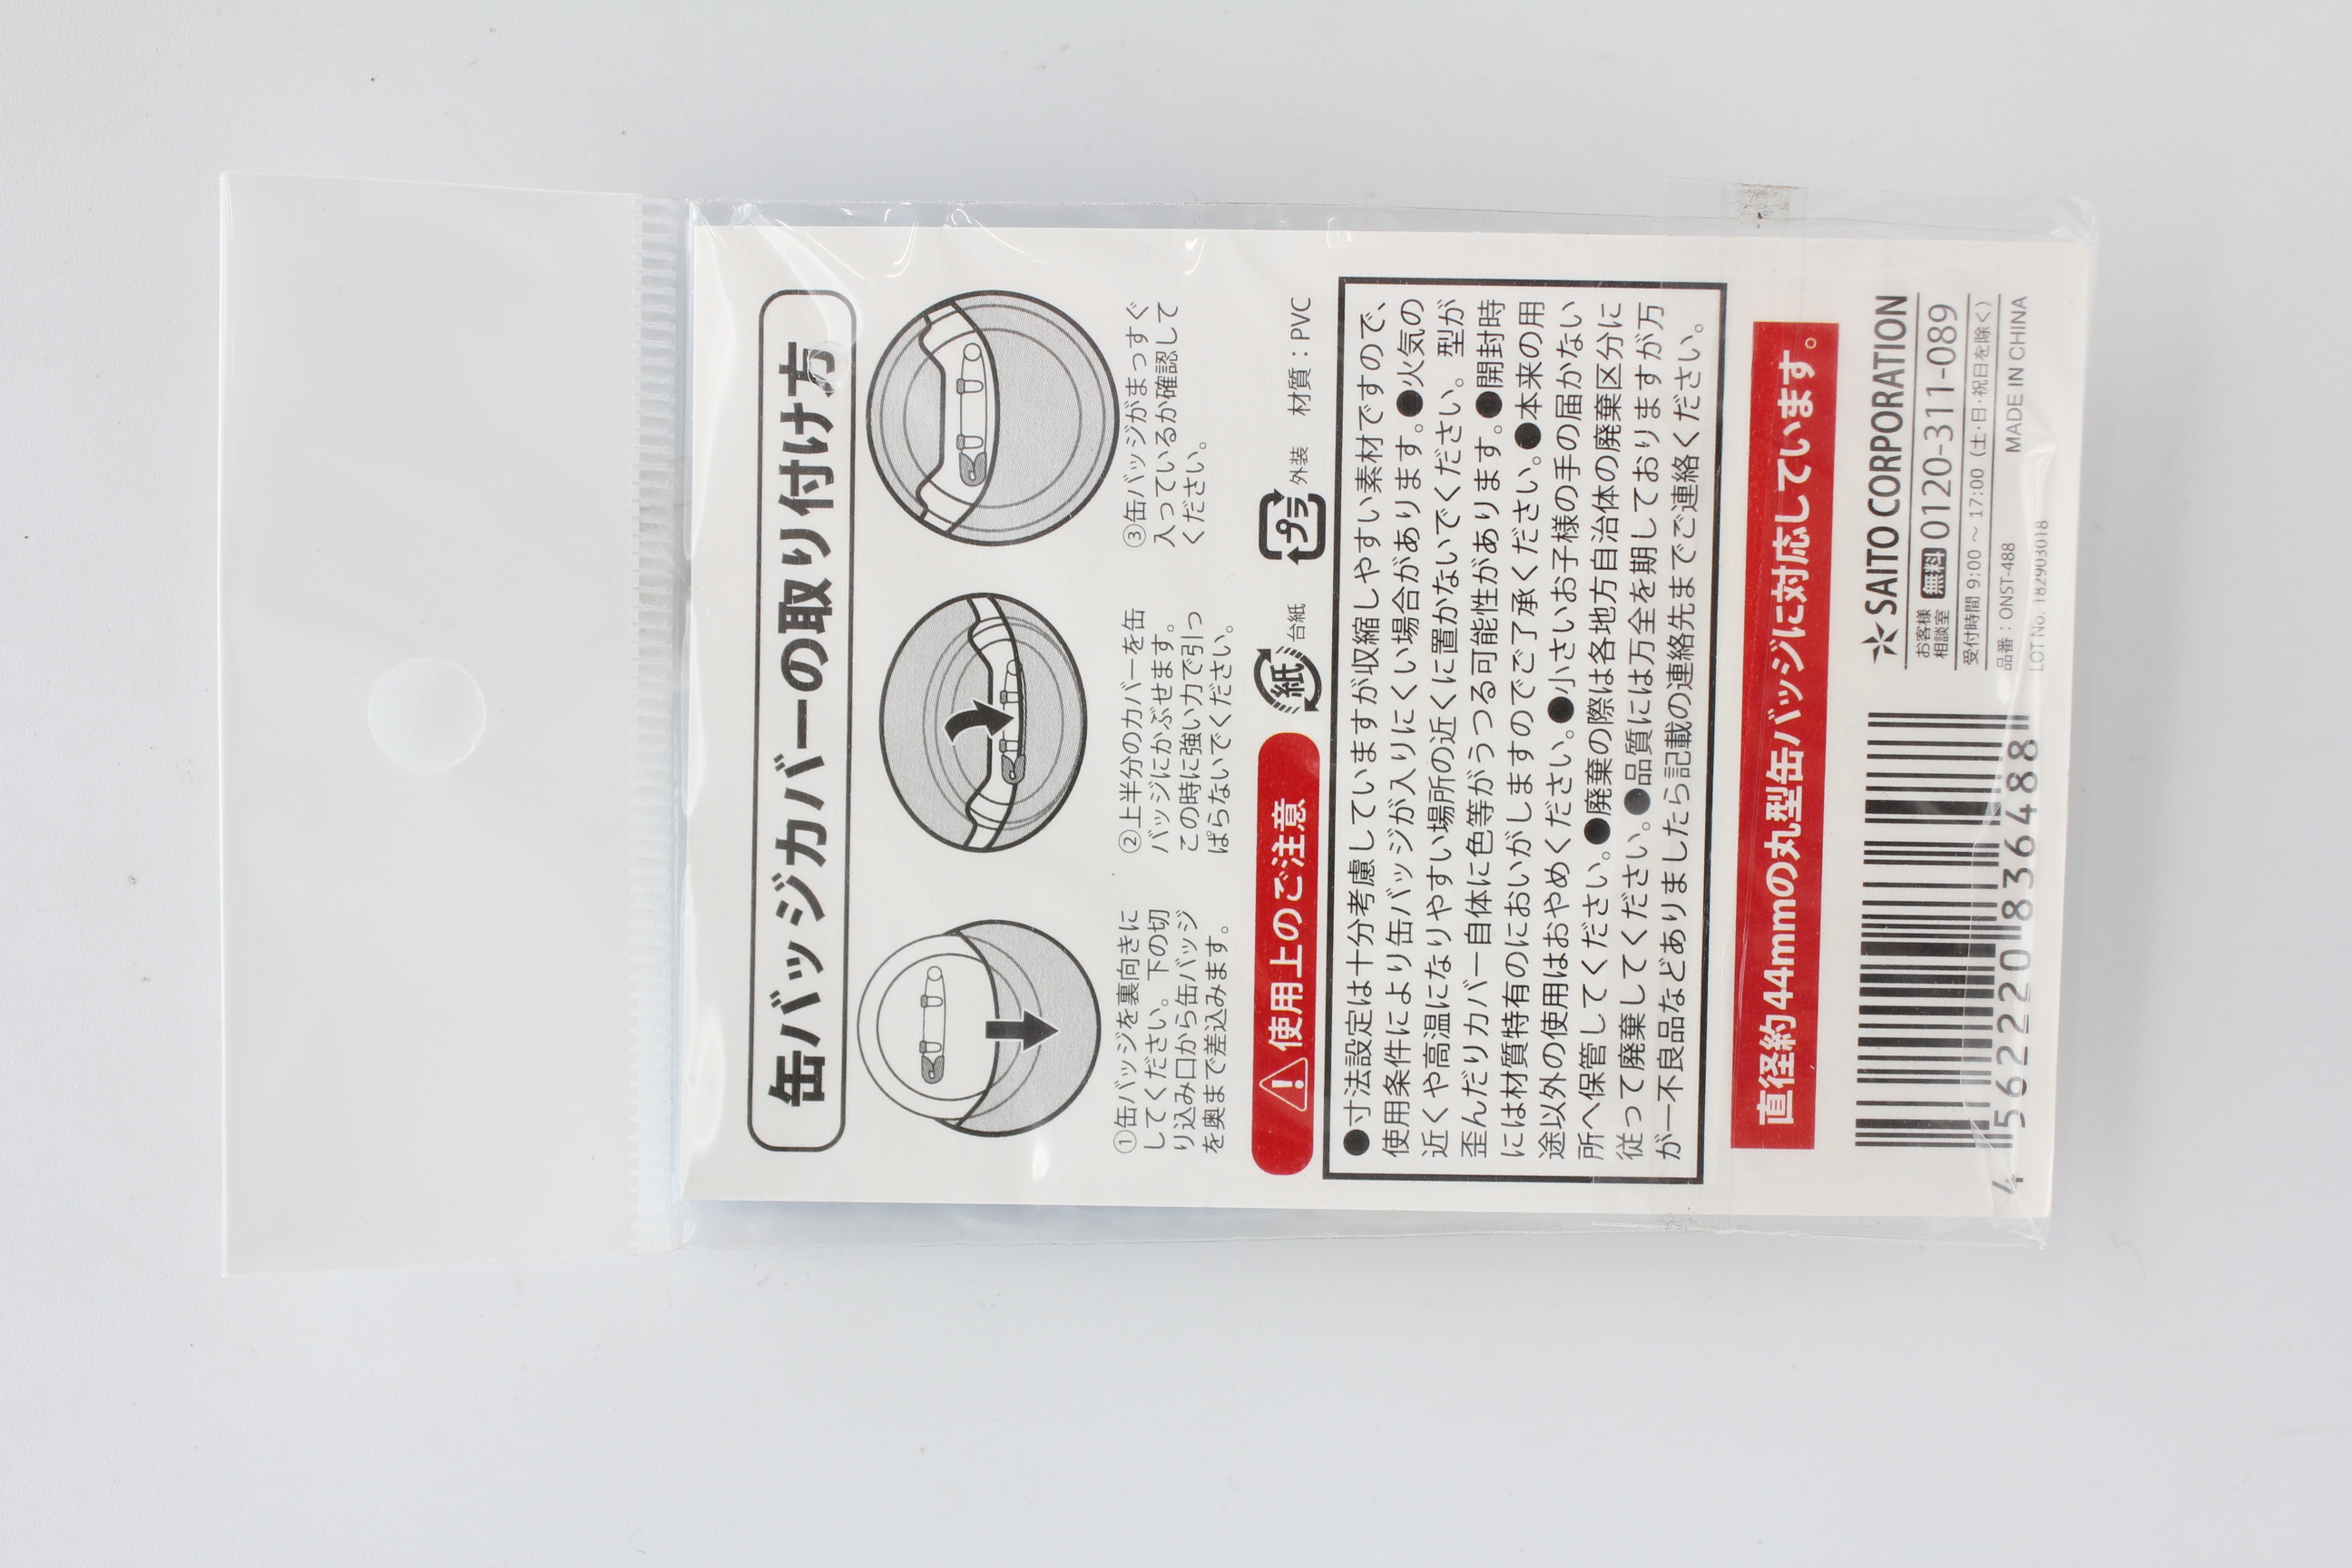 缶バッジカバーの取り付け方
①缶バッジを裏向きに
してください。下の切
り込み口から缶バッジ
を奥まで差込みます。
②上半分のカバーを缶
バッジにかぶせます。
この時に強い力で引っ
ぱらないでください。
③缶バッジがまっすぐ
入っているか確認して
ください。
使用上のご注意
紙 台紙
プラ 外装
材質：PVC
●寸法設定は十分考慮していますが収縮しやすい素材ですので、
使用条件により缶バッジが入りにくい場合があります。●火気の
近くや高温になりやすい場所の近くに置かないでください。型が
歪んだりカバー自体に色等がうつる可能性があります。●開封時
には材質特有のにおいがしますのでご了承ください。●本来の用
途以外の使用はおやめください。●小さいお子様の手の届かない
所へ保管してください。●廃棄の際は各地方自治体の廃棄区分に
従って廃棄してください。●品質には万全を期しておりますが万
が一不良品などありましたら記載の連絡先までご連絡ください。
直径約44mmの丸型缶バッジに対応しています。
4 562220 836488
SAITO CORPORATION
お客様
相談室 無料 0120-311-089
受付時間 9:00 ～ 17:00（土・日・祝日を除く）
品番：ONST-488 MADE IN CHINA
LOT No. 182903018